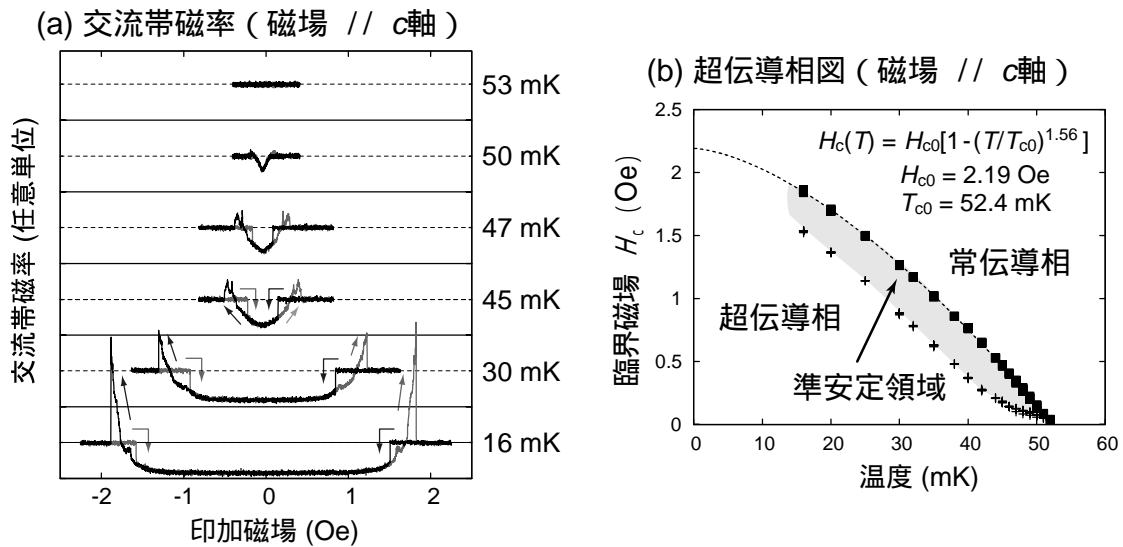 (a) 交流帯磁率 ( 磁場 // c軸 )
53 mK
50 mK
47 mK
45 mK
30 mK
16 mK
交流帯磁率 (任意単位)
-2 -1 0 1 2
印加磁場 (Oe)
(b) 超伝導相図 ( 磁場 // c軸 )
Hc(T) = Hc0[1-(T/Tc0)1.56]
Hc0 = 2.19 Oe
Tc0 = 52.4 mK
常伝導相
超伝導相
準安定領域
臨界磁場 Hc (Oe)
2.5
2
1.5
1
0.5
0
0 10 20 30 40 50 60
温度 (mK)